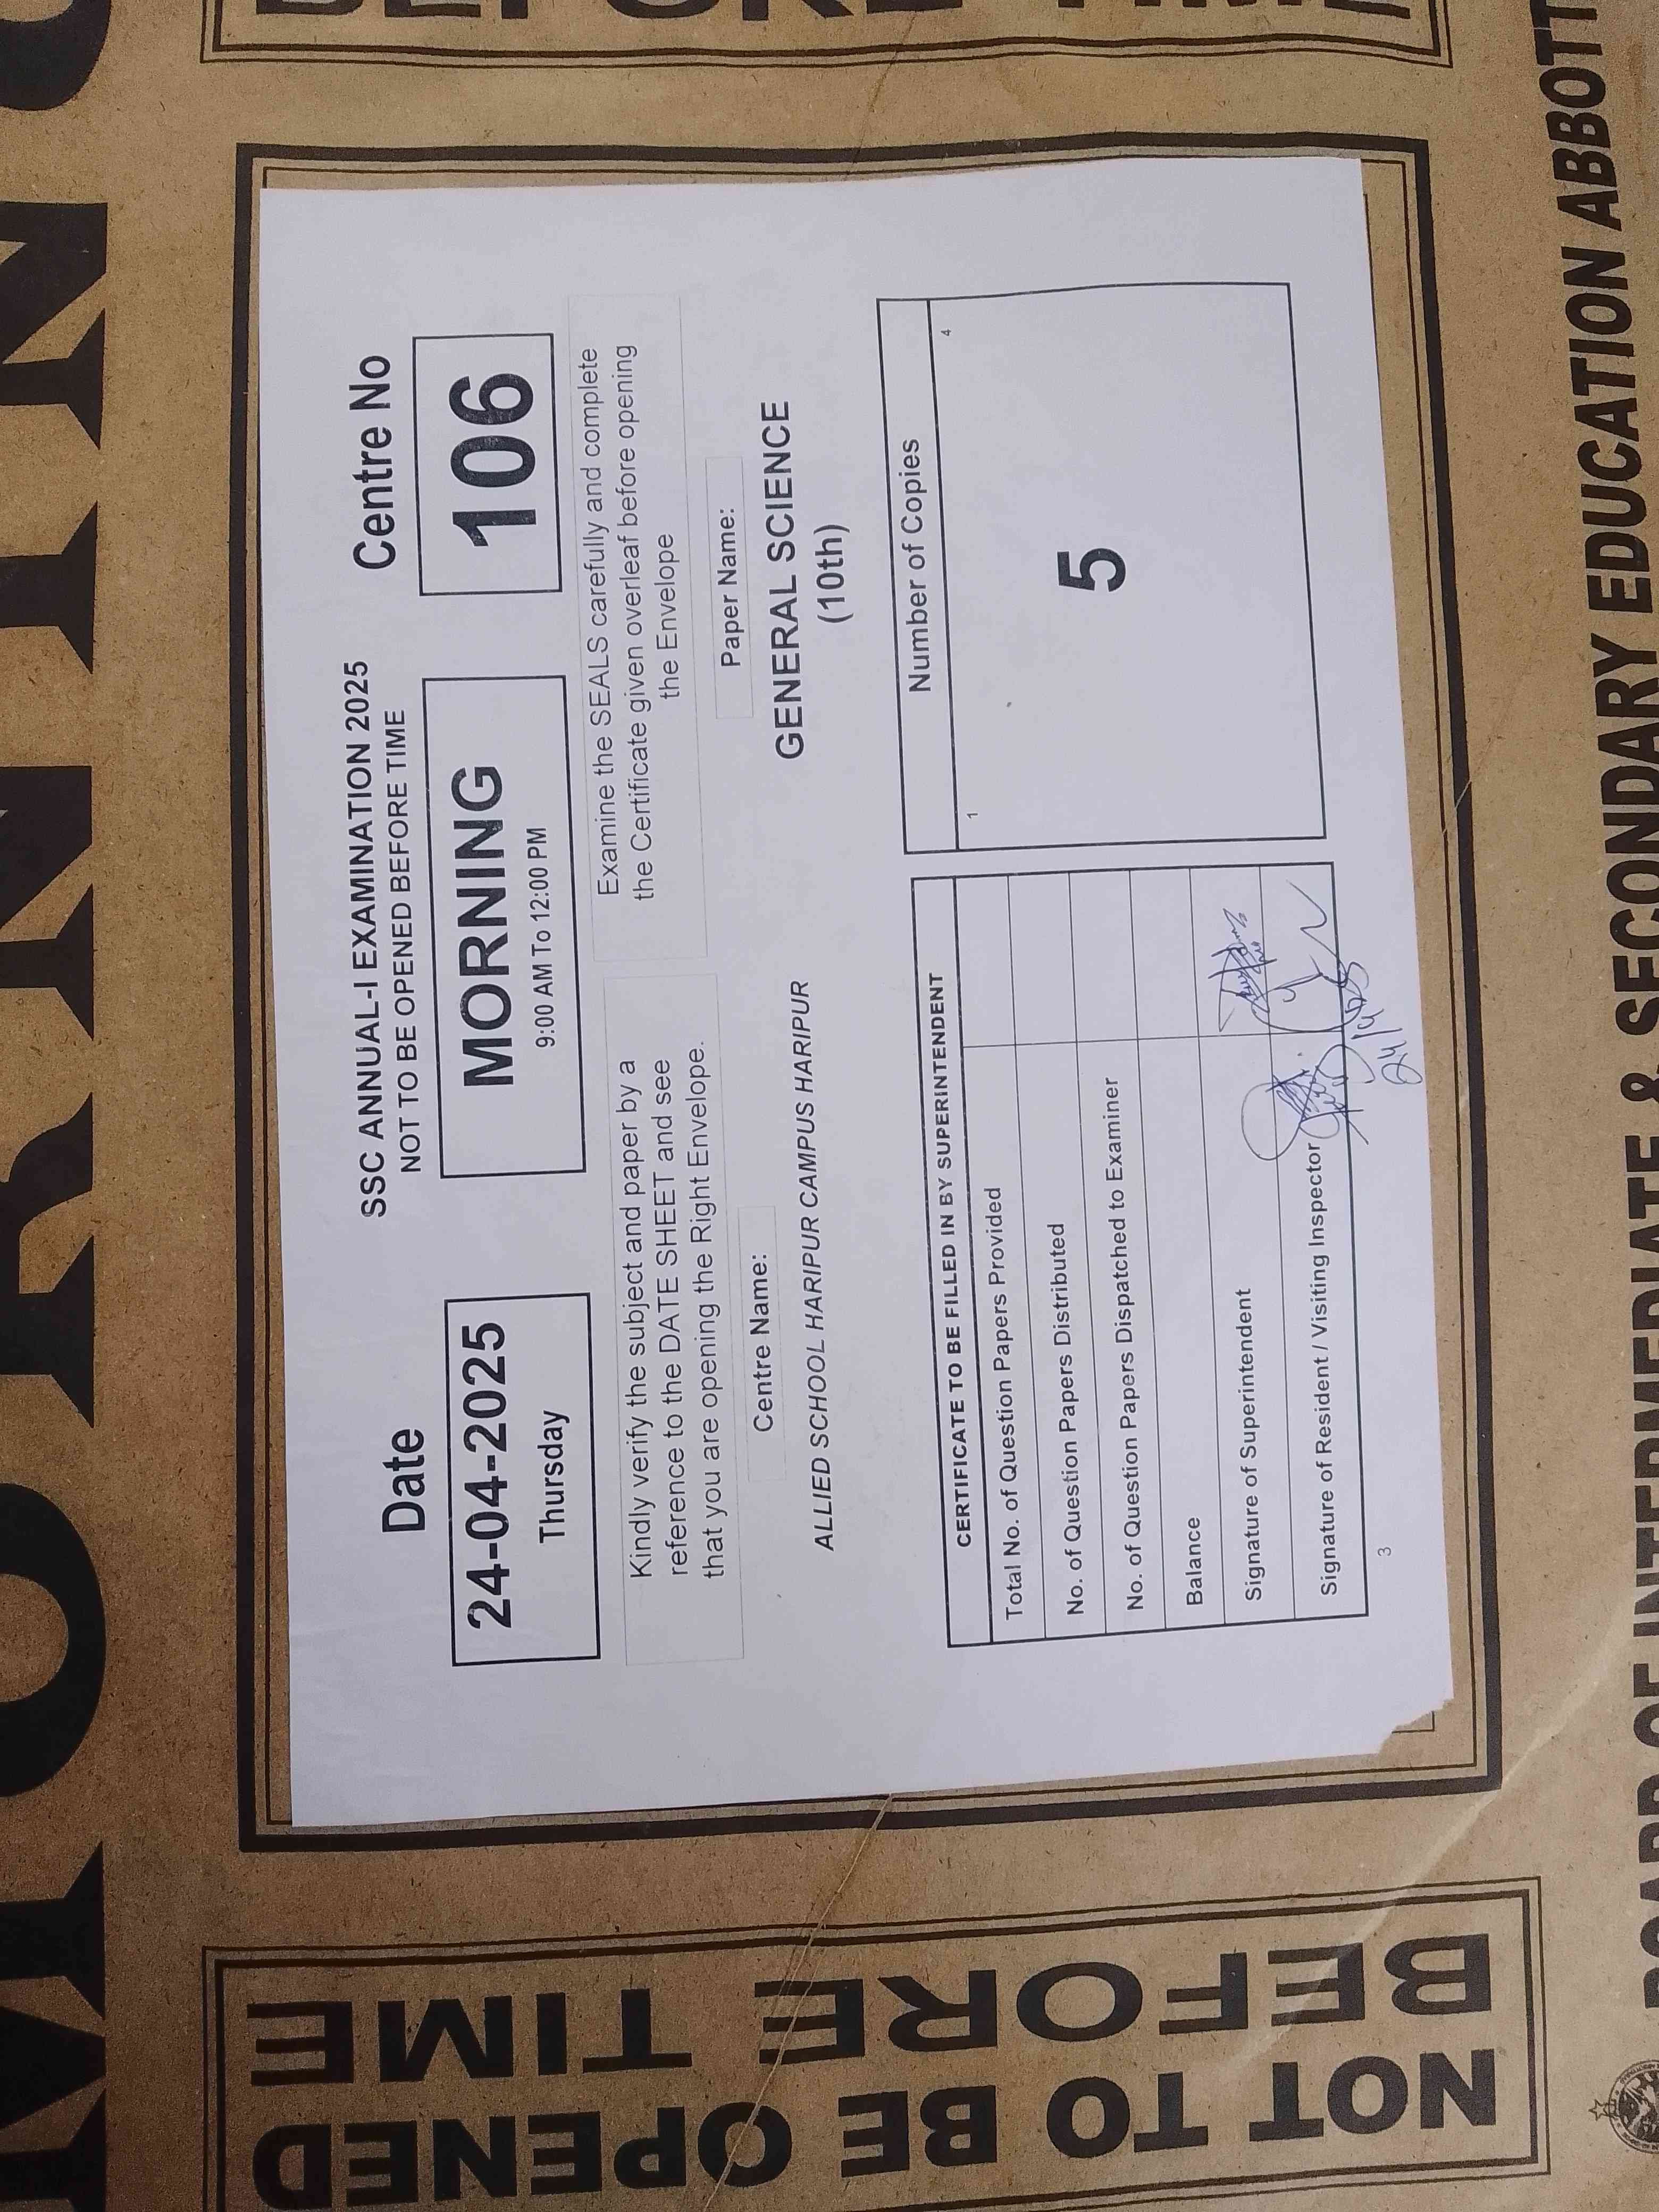 MORNING
SSC ANNUAL-I EXAMINATION 2025
NOT TO BE OPENED BEFORE TIME
Date
24-04-2025
Thursday
MORNING
9:00 AM To 12:00 PM
Centre No
106
Kindly verify the subject and paper by a
reference to the DATE SHEET and see
that you are opening the Right Envelope.
Examine the SEALS carefully and complete
the Certificate given overleaf before opening
the Envelope
Centre Name:
ALLIED SCHOOL HARIPUR CAMPUS HARIPUR
Paper Name:
GENERAL SCIENCE
(10th)
CERTIFICATE TO BE FILLED IN BY SUPERINTENDENT
Total No. of Question Papers Provided
No. of Question Papers Distributed
No. of Question Papers Dispatched to Examiner
Balance
Signature of Superintendent
Signature of Resident / Visiting Inspector
3
Number of Copies
1
4
5
NOT TO BE
OPENED
BEFORE
TIME
BOARD OF INTERMEDIATE & SECONDARY EDUCATION ABBOTT